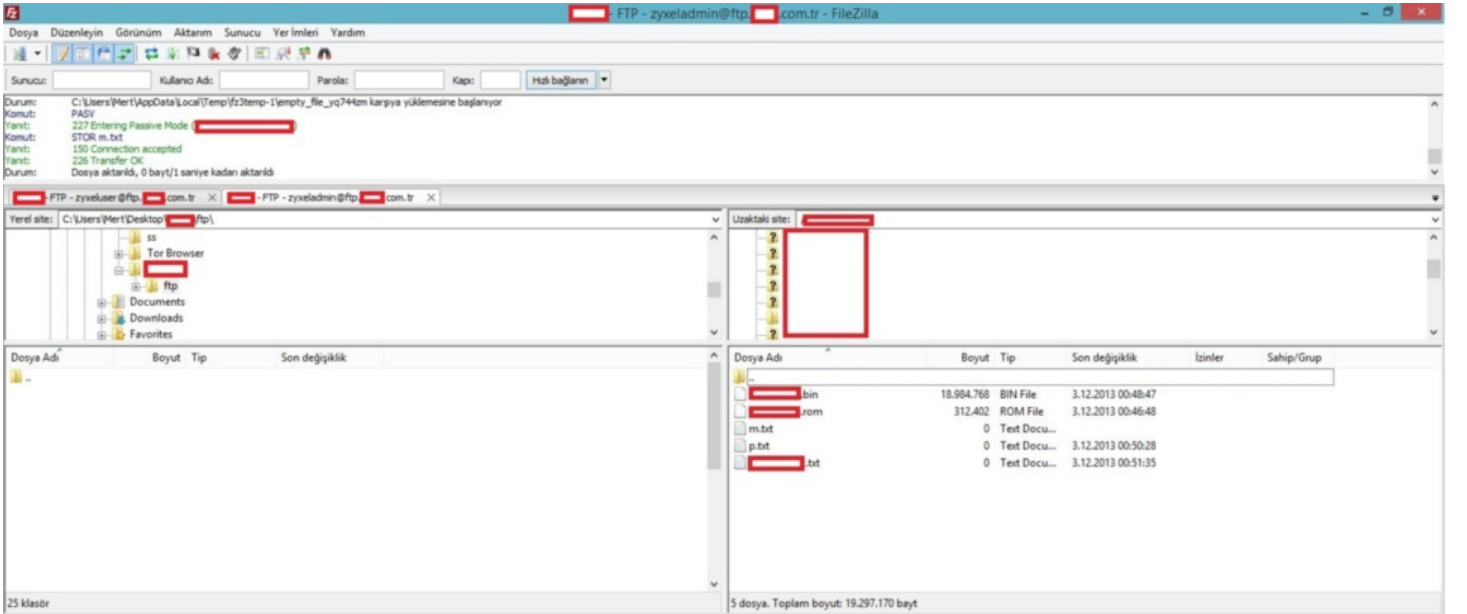 - FTP - zyxeladmin@ftp. .com.tr - FileZilla
Dosya Düzenleyin Görünüm Aktarım Sunucu Yer İmleri Yardım
Sunucu: Kullanıcı Adı: Parola: Kapı: Hızlı bağlanın
Durum: C:\Users\Mert\AppData\Local\Temp\fz3temp-1\empty_file_yq744zm karşıya yüklemesine başlanıyor
Komut: PASV
Yanıt: 227 Entering Passive Mode ( )
Komut: STOR m.txt
Yanıt: 150 Connection accepted
Yanıt: 226 Transfer OK
Durum: Dosya aktarıldı, 0 bayt/1 saniye kadarı aktarıldı
- FTP - zyxeluser@ftp. .com.tr X - FTP - zyxeladmin@ftp. .com.tr X
Yerel site: C:\Users\Mert\Desktop\ ftp\
ss
Tor Browser
ftp
Documents
Downloads
Favorites
Uzaktaki site: /
Dosya Adı Boyut Tip Son değişiklik
..
25 klasör
Dosya Adı Boyut Tip Son değişiklik İzinler Sahip/Grup
..
.bin 18.984.768 BIN File 3.12.2013 00:48:47
.rom 312.402 ROM File 3.12.2013 00:46:48
m.txt 0 Text Docu...
p.txt 0 Text Docu... 3.12.2013 00:50:28
.txt 0 Text Docu... 3.12.2013 00:51:35
5 dosya. Toplam boyut: 19.297.170 bayt